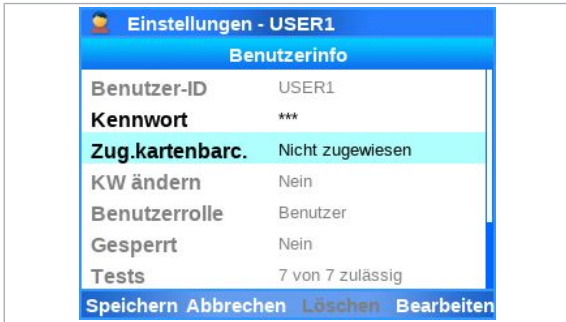 Einstellungen - USER1
Benutzerinfo
Benutzer-ID USER1
Kennwort ***
Zug.kartenbarc. Nicht zugewiesen
KW ändern Nein
Benutzerrolle Benutzer
Gesperrt Nein
Tests 7 von 7 zulässig
Speichern Abbrechen Löschen Bearbeiten